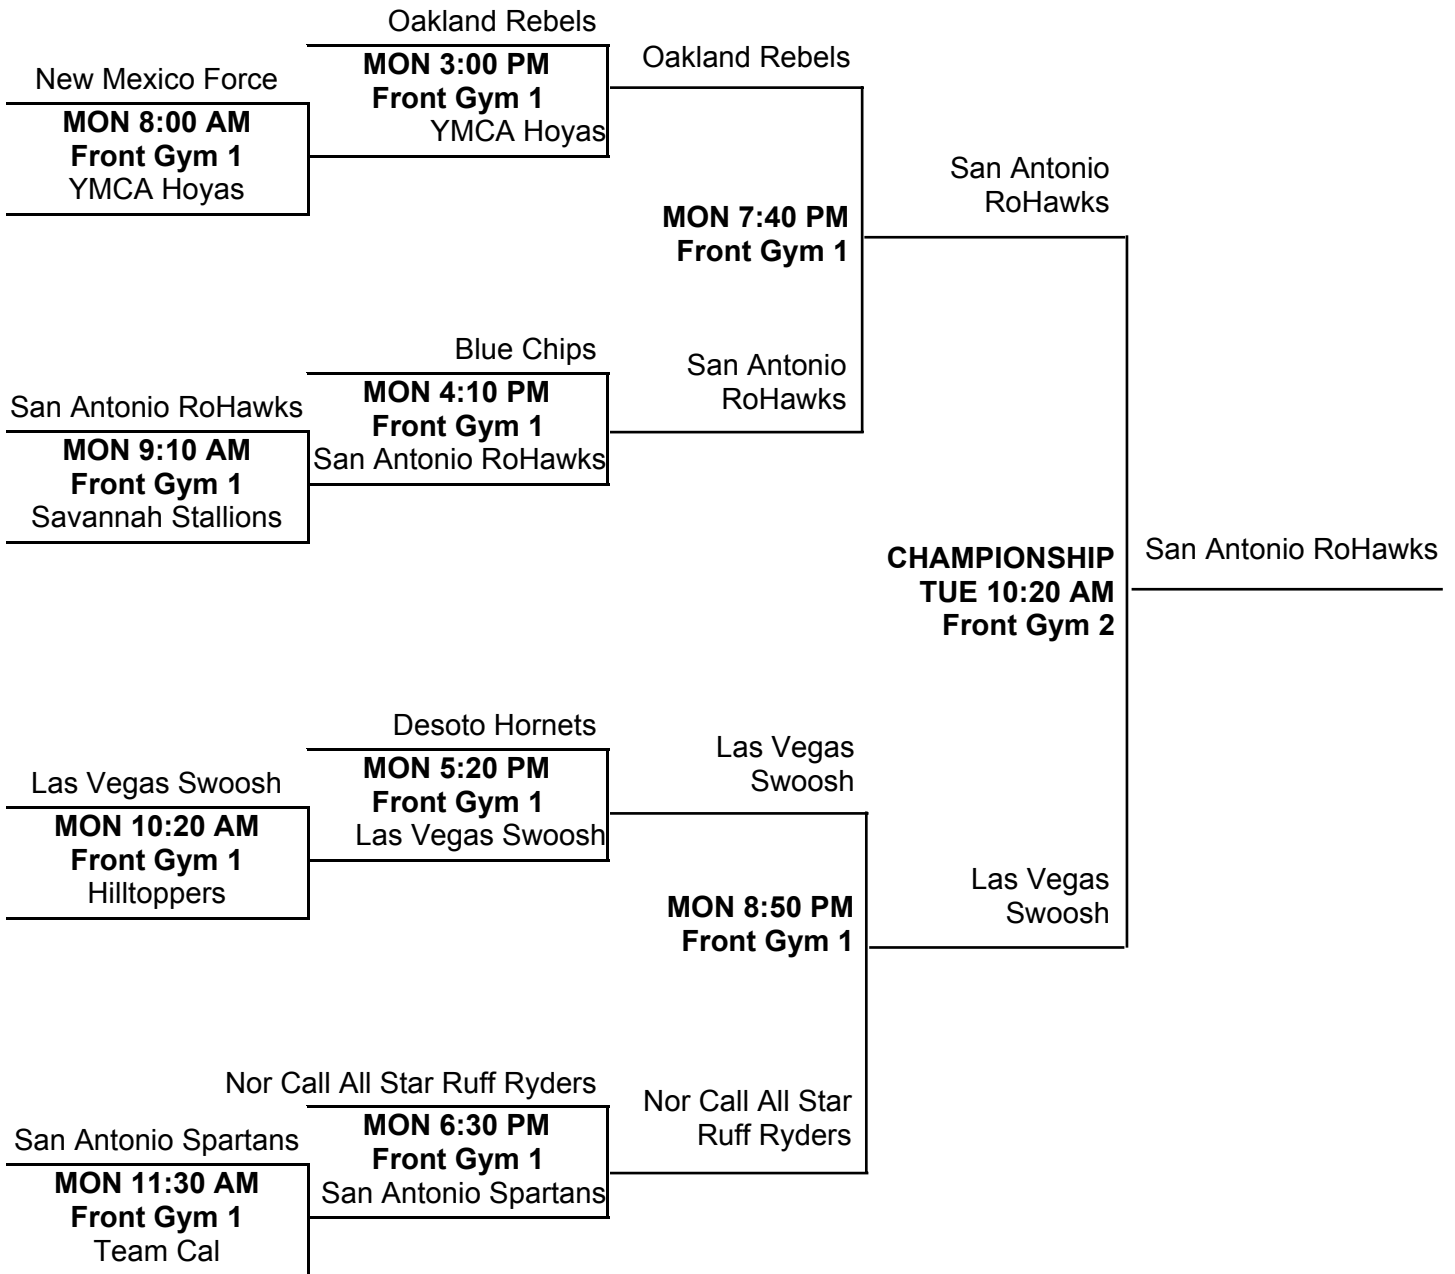 Oakland Rebels
MON 3:00 PM
Front Gym 1
YMCA Hoyas
New Mexico Force
MON 8:00 AM
Front Gym 1
YMCA Hoyas
Oakland Rebels
MON 7:40 PM
Front Gym 1
San Antonio
RoHawks
San Antonio
RoHawks
Blue Chips
MON 4:10 PM
Front Gym 1
San Antonio RoHawks
San Antonio RoHawks
MON 9:10 AM
Front Gym 1
Savannah Stallions
CHAMPIONSHIP
TUE 10:20 AM
Front Gym 2
San Antonio RoHawks
Desoto Hornets
MON 5:20 PM
Front Gym 1
Las Vegas Swoosh
Las Vegas Swoosh
MON 10:20 AM
Front Gym 1
Hilltoppers
Las Vegas
Swoosh
MON 8:50 PM
Front Gym 1
Las Vegas
Swoosh
Nor Call All Star Ruff Ryders
MON 6:30 PM
Front Gym 1
San Antonio Spartans
Nor Call All Star
Ruff Ryders
San Antonio Spartans
MON 11:30 AM
Front Gym 1
Team Cal